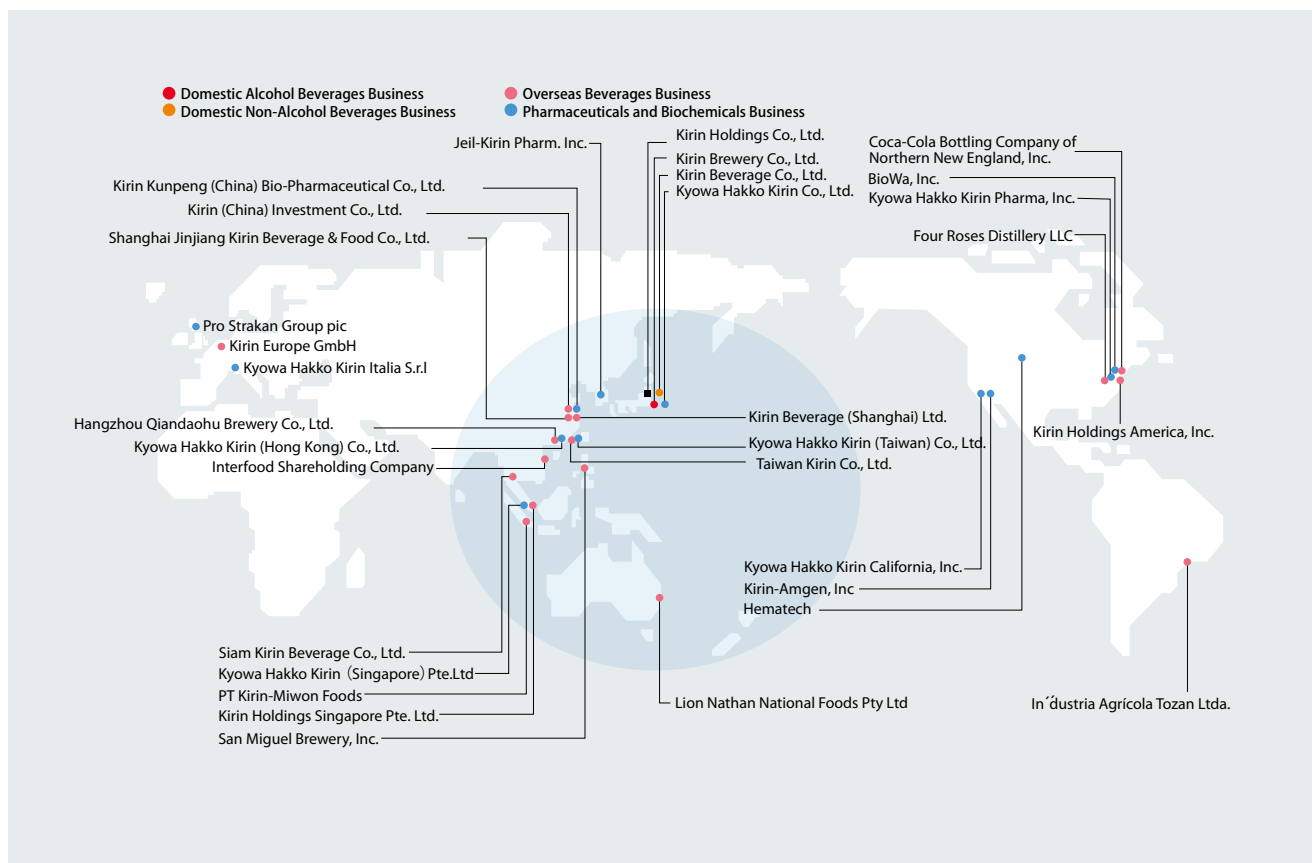 Domestic Alcohol Beverages Business
Domestic Non-Alcohol Beverages Business
Overseas Beverages Business
Pharmaceuticals and Biochemicals Business
Jeil-Kirin Pharm. Inc.
Kirin Kunpeng (China) Bio-Pharmaceutical Co., Ltd.
Kirin (China) Investment Co., Ltd.
Shanghai Jinjiang Kirin Beverage & Food Co., Ltd.
Kirin Holdings Co., Ltd.
Kirin Brewery Co., Ltd.
Kirin Beverage Co., Ltd.
Kyowa Hakko Kirin Co., Ltd.
Coca-Cola Bottling Company of
Northern New England, Inc.
BioWa, Inc.
Kyowa Hakko Kirin Pharma, Inc.
Four Roses Distillery LLC
Pro Strakan Group pic
Kirin Europe GmbH
Kyowa Hakko Kirin Italia S.r.l
Hangzhou Qiandaohu Brewery Co., Ltd.
Kyowa Hakko Kirin (Hong Kong) Co., Ltd.
Interfood Shareholding Company
Kirin Beverage (Shanghai) Ltd.
Kyowa Hakko Kirin (Taiwan) Co., Ltd.
Taiwan Kirin Co., Ltd.
Kirin Holdings America, Inc.
Kyowa Hakko Kirin California, Inc.
Kirin-Amgen, Inc
Hematech
Siam Kirin Beverage Co., Ltd.
Kyowa Hakko Kirin (Singapore) Pte.Ltd
PT Kirin-Miwon Foods
Kirin Holdings Singapore Pte. Ltd.
San Miguel Brewery, Inc.
Lion Nathan National Foods Pty Ltd
In´´dustria Agrícola Tozan Ltda.